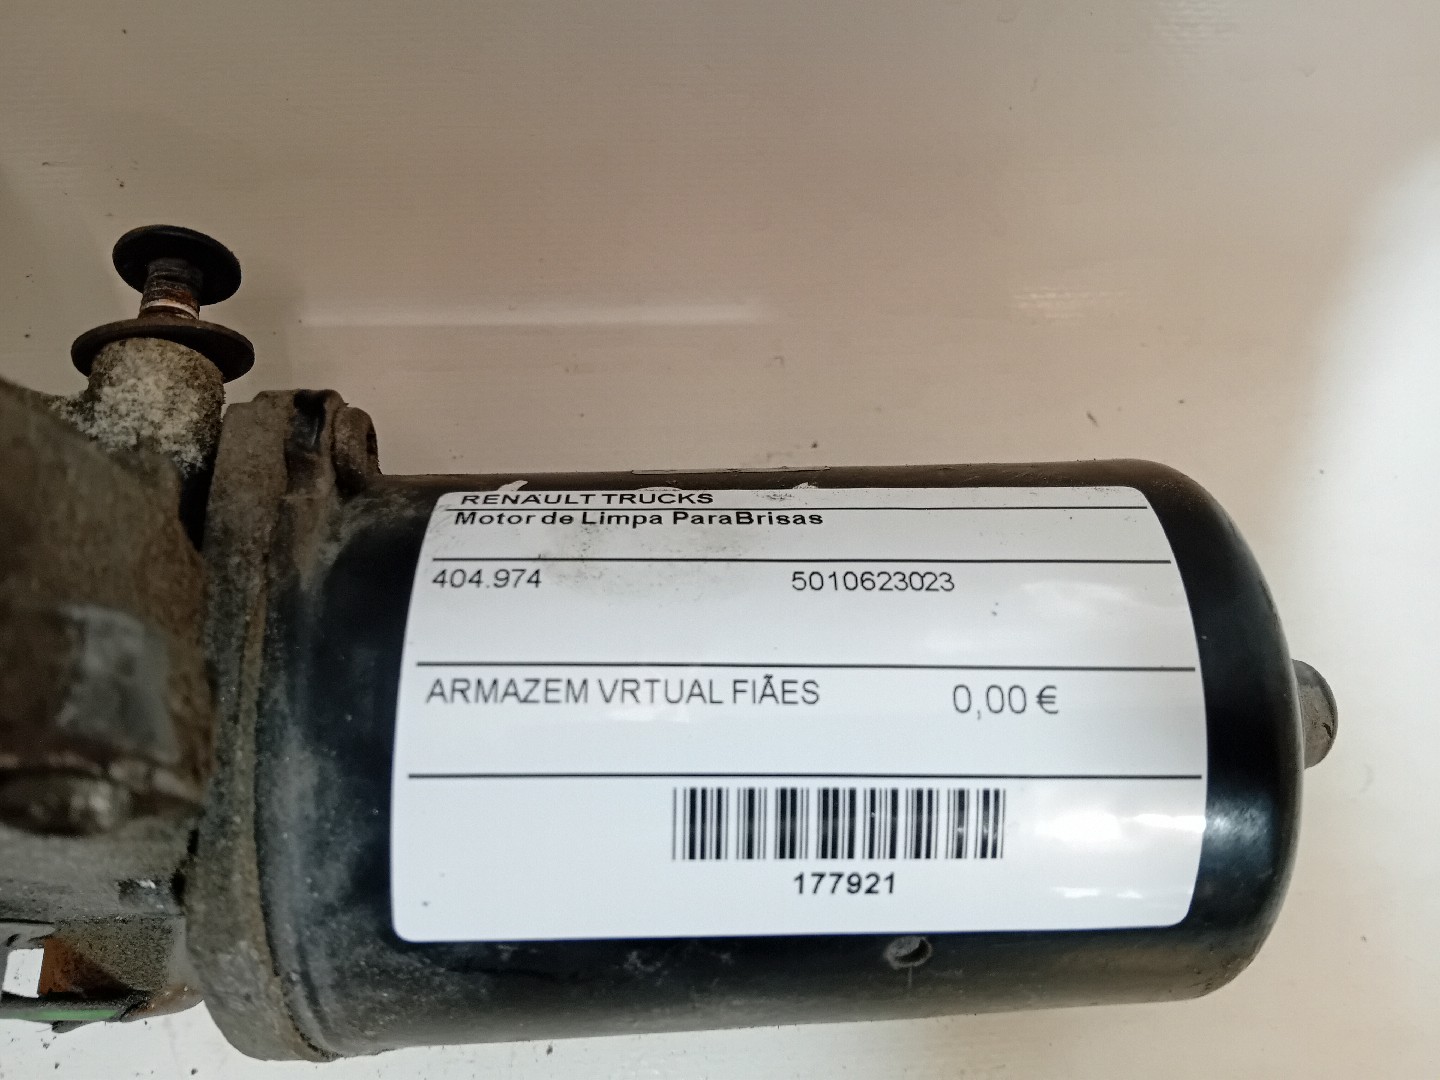 RENAULT TRUCKS
Motor de Limpa ParaBrisas
404.974 5010623023
ARMAZEM VRTUAL FIÃES 0,00 €
177921